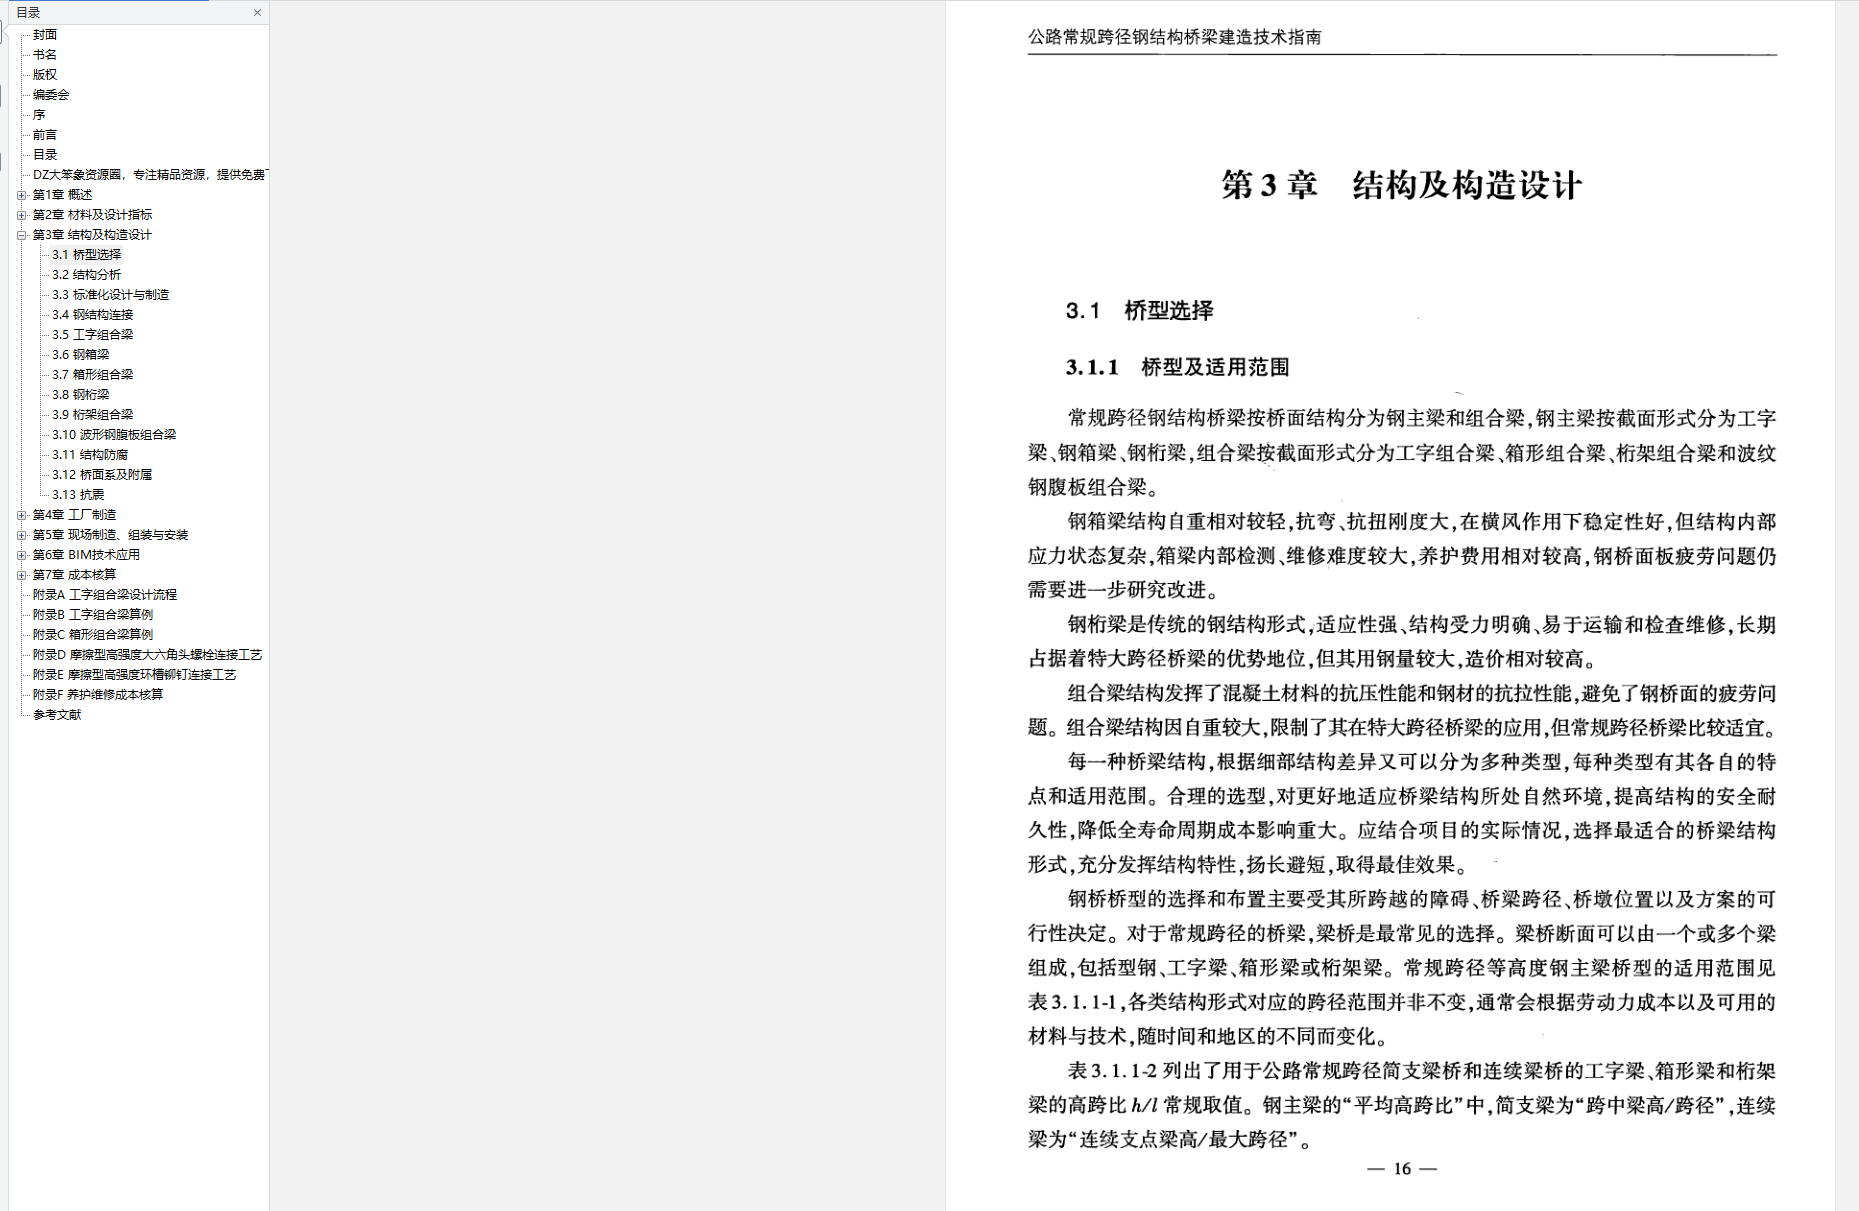 目录
封面
书名
版权
编委会
序
前言
目录
DZ大笨象资源圈，专注精品资源，提供免费
第1章 概述
第2章 材料及设计指标
第3章 结构及构造设计
3.1 桥型选择
3.2 结构分析
3.3 标准化设计与制造
3.4 钢结构连接
3.5 工字组合梁
3.6 钢箱梁
3.7 箱形组合梁
3.8 钢桁梁
3.9 桁架组合梁
3.10 波形钢腹板组合梁
3.11 结构防腐
3.12 桥面系及附属
3.13 抗震
第4章 工厂制造
第5章 现场制造、组装与安装
第6章 BIM技术应用
第7章 成本核算
附录A 工字组合梁设计流程
附录B 工字组合梁算例
附录C 箱形组合梁算例
附录D 摩擦型高强度大六角头螺栓连接工艺
附录E 摩擦型高强度环槽铆钉连接工艺
附录F 养护维修成本核算
参考文献
公路常规跨径钢结构桥梁建造技术指南
第3章 结构及构造设计
3.1 桥型选择
3.1.1 桥型及适用范围
常规跨径钢结构桥梁按桥面结构分为钢主梁和组合梁,钢主梁按截面形式分为工字
梁、钢箱梁、钢桁梁,组合梁按截面形式分为工字组合梁、箱形组合梁、桁架组合梁和波纹
钢腹板组合梁。
钢箱梁结构自重相对较轻,抗弯、抗扭刚度大,在横风作用下稳定性好,但结构内部
应力状态复杂,箱梁内部检测、维修难度较大,养护费用相对较高,钢桥面板疲劳问题仍
需要进一步研究改进。
钢桁梁是传统的钢结构形式,适应性强、结构受力明确、易于运输和检查维修,长期
占据着特大跨径桥梁的优势地位,但其用钢量较大,造价相对较高。
组合梁结构发挥了混凝土材料的抗压性能和钢材的抗拉性能,避免了钢桥面的疲劳问
题。组合梁结构因自重较大,限制了其在特大跨径桥梁的应用,但常规跨径桥梁比较适宜。
每一种桥梁结构,根据细部结构差异又可以分为多种类型,每种类型有其各自的特
点和适用范围。合理的选型,对更好地适应桥梁结构所处自然环境,提高结构的安全耐
久性,降低全寿命周期成本影响重大。应结合项目的实际情况,选择最适合的桥梁结构
形式,充分发挥结构特性,扬长避短,取得最佳效果。
钢桥桥型的选择和布置主要受其所跨越的障碍、桥梁跨径、桥墩位置以及方案的可
行性决定。对于常规跨径的桥梁,梁桥是最常见的选择。梁桥断面可以由一个或多个梁
组成,包括型钢、工字梁、箱形梁或桁架梁。常规跨径等高度钢主梁桥型的适用范围见
表3.1.1-1,各类结构形式对应的跨径范围并非不变,通常会根据劳动力成本以及可用的
材料与技术,随时间和地区的不同而变化。
表3.1.1-2列出了用于公路常规跨径简支梁桥和连续梁桥的工字梁、箱形梁和桁架
梁的高跨比h/l常规取值。钢主梁的“平均高跨比”中,简支梁为“跨中梁高/跨径”,连续
梁为“连续支点梁高/最大跨径”。
— 16 —